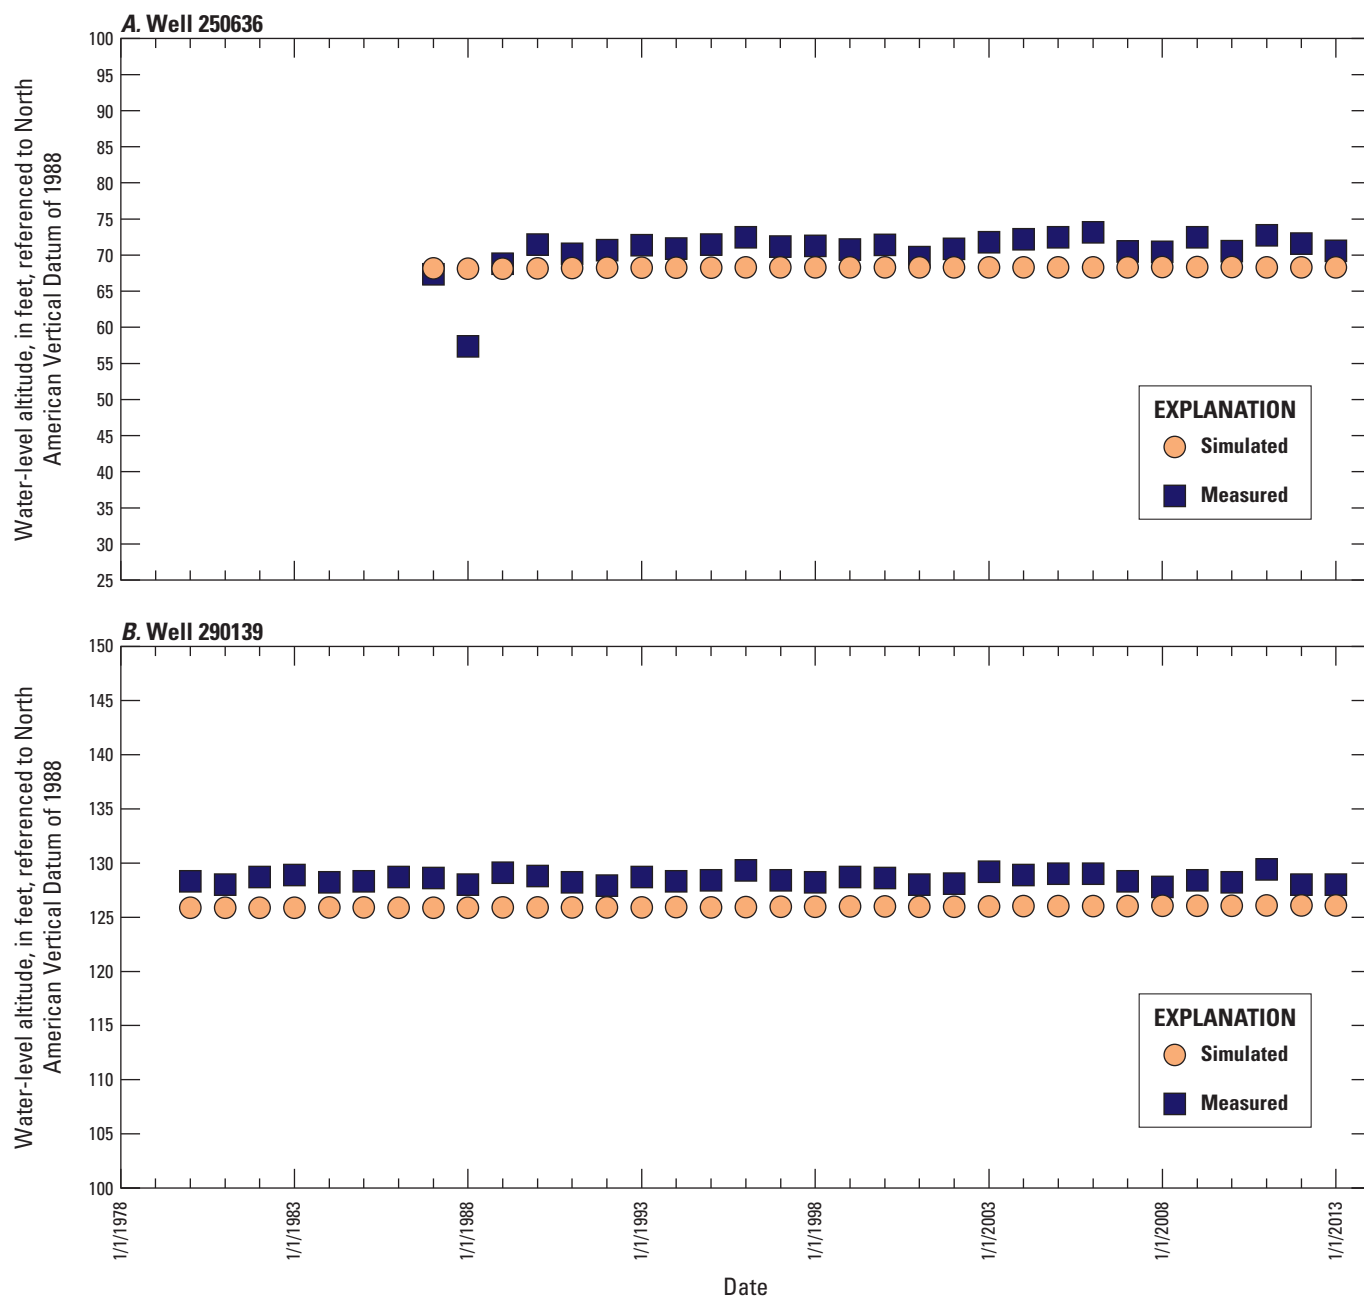 A. Well 250636
100
95
90
85
80
75
70
65
60
55
50
45
40
35
30
25
Water-level altitude, in feet, referenced to North
American Vertical Datum of 1988
EXPLANATION
Simulated
Measured
B. Well 290139
150
145
140
135
130
125
120
115
110
105
100
Water-level altitude, in feet, referenced to North
American Vertical Datum of 1988
EXPLANATION
Simulated
Measured
1/1/1978
1/1/1983
1/1/1988
1/1/1993
1/1/1998
1/1/2003
1/1/2008
1/1/2013
Date